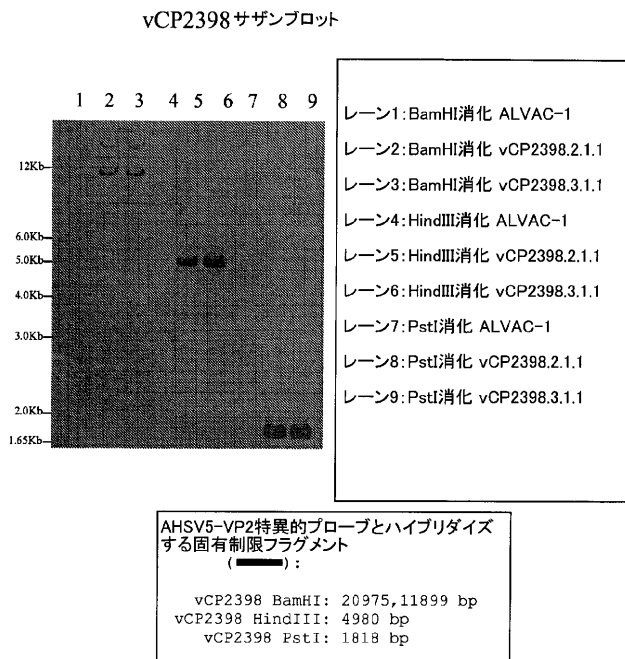 vCP2398サザンブロット
1 2 3 4 5 6 7 8 9
12Kb
6.0Kb
5.0Kb
4.0Kb
3.0Kb
2.0Kb
1.65Kb
レーン1:BamHI消化 ALVAC-1
レーン2:BamHI消化 vCP2398.2.1.1
レーン3:BamHI消化 vCP2398.3.1.1
レーン4:HindIII消化 ALVAC-1
レーン5:HindIII消化 vCP2398.2.1.1
レーン6:HindIII消化 vCP2398.3.1.1
レーン7:PstI消化 ALVAC-1
レーン8:PstI消化 vCP2398.2.1.1
レーン9:PstI消化 vCP2398.3.1.1
AHSV5-VP2特異的プローブとハイブリダイズ
する固有制限フラグメント
( ):
vCP2398 BamHI: 20975,11899 bp
vCP2398 HindIII: 4980 bp
vCP2398 PstI: 1818 bp